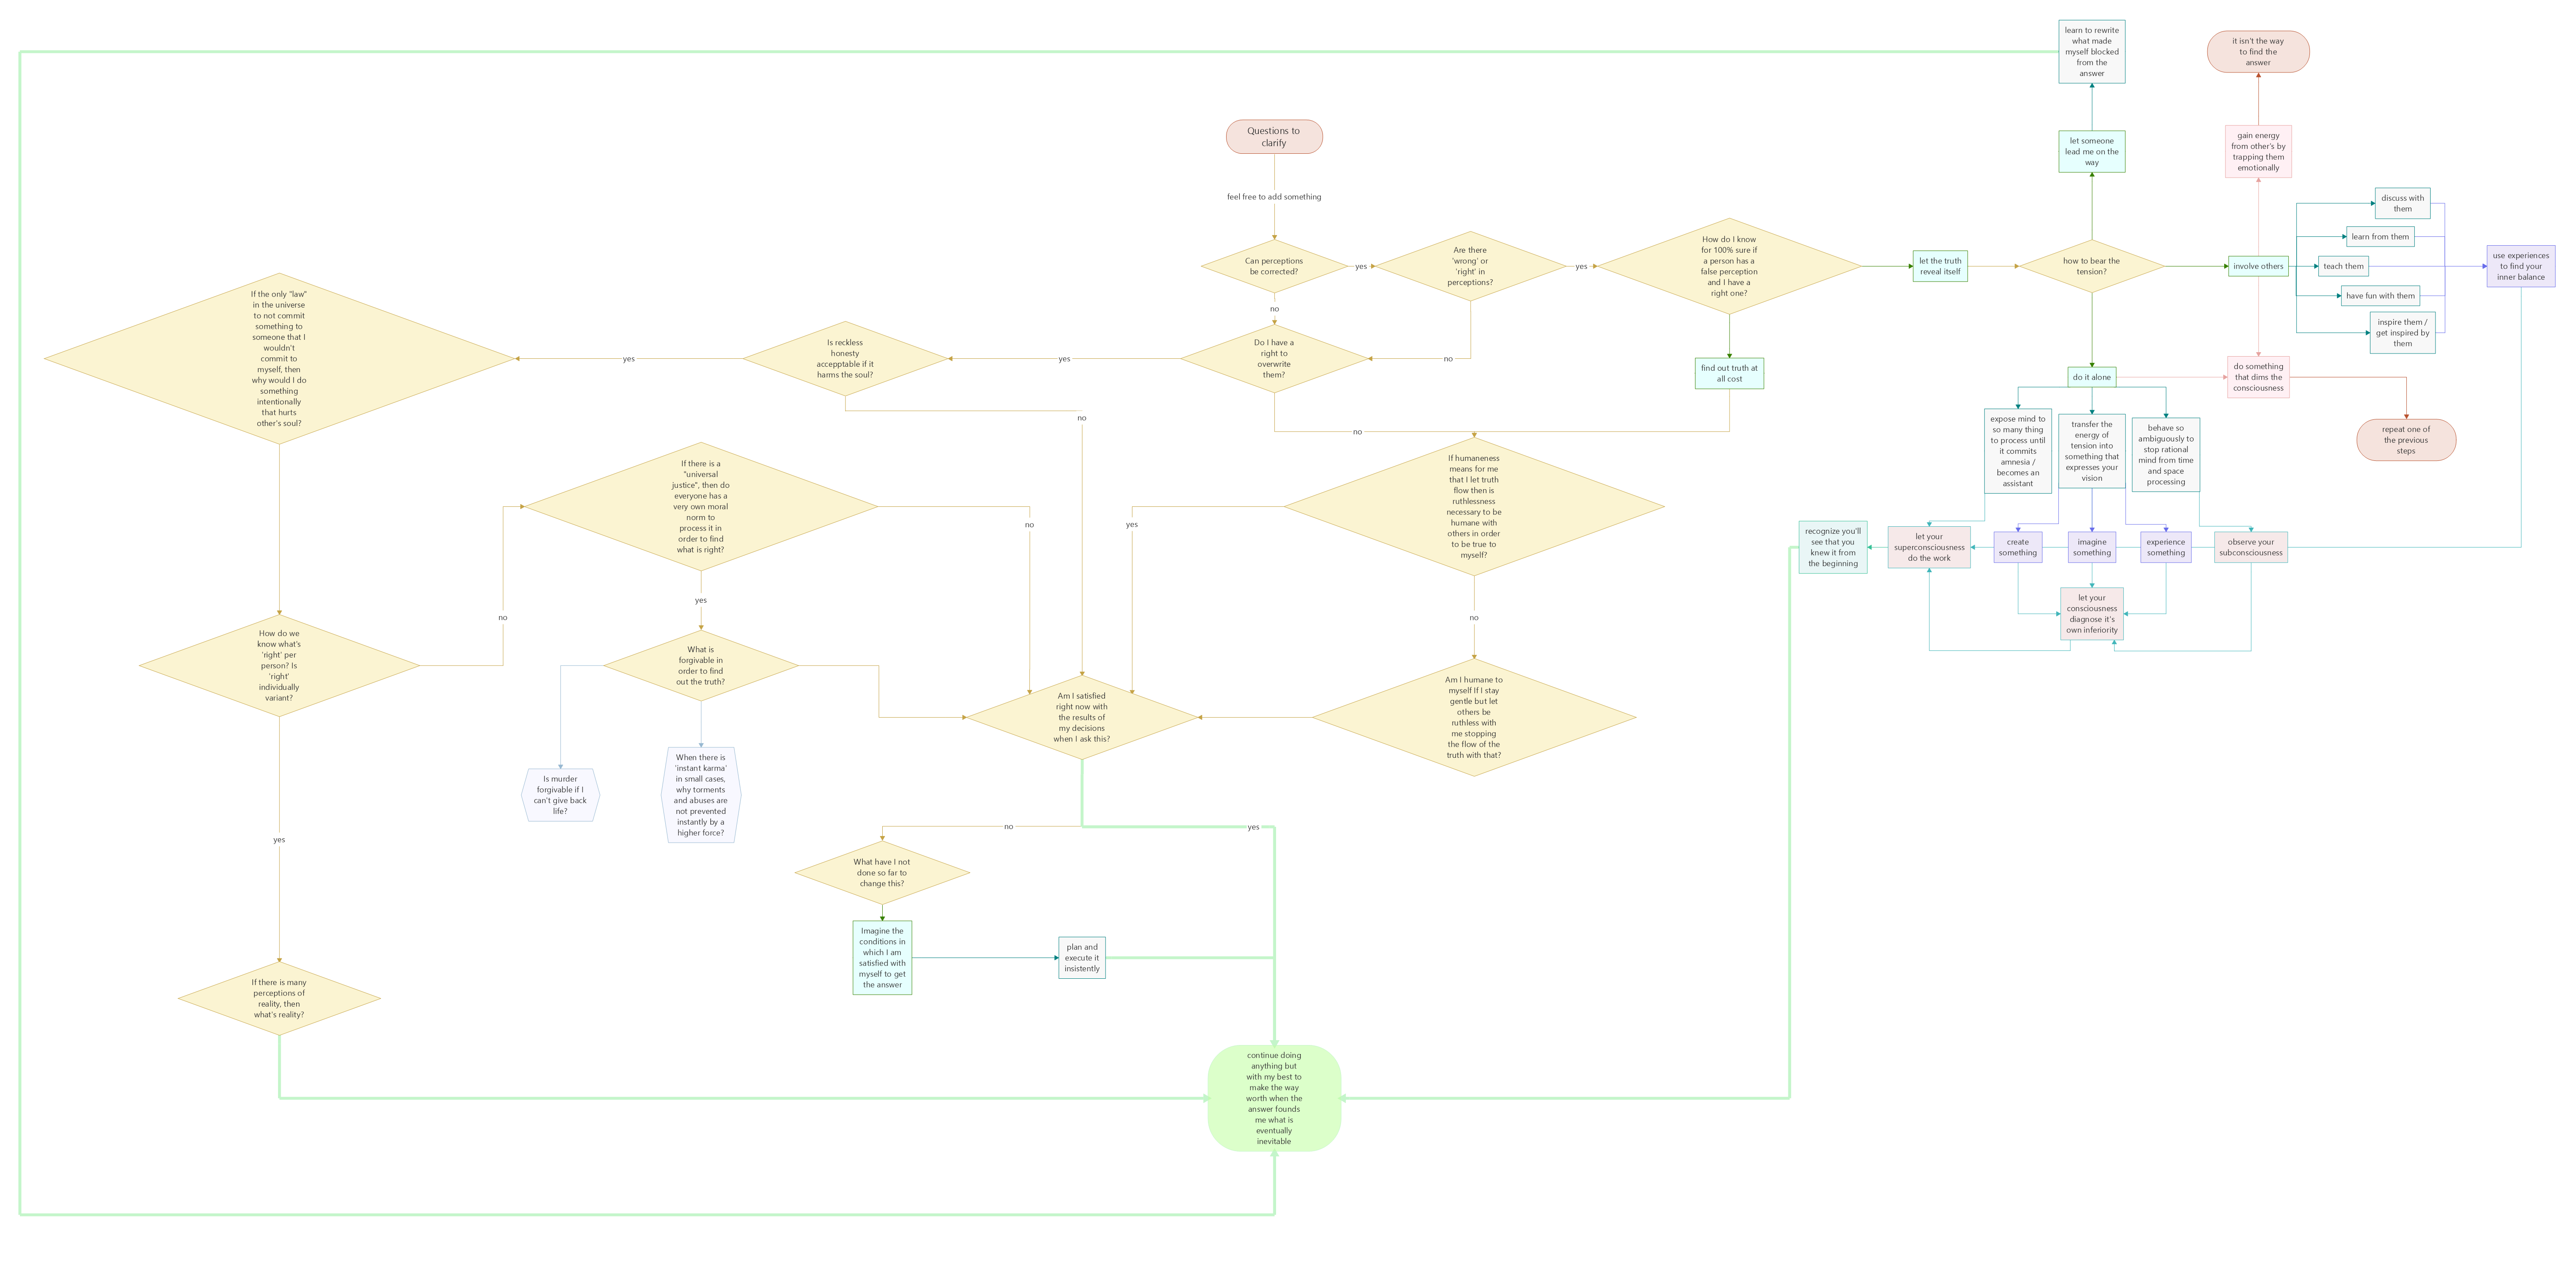 learn to rewrite
what made
myself blocked
from the
answer
it isn't the way
to find the
answer
Questions to
clarify
let someone
lead me on the
way
gain energy
from other's by
trapping them
emotionally
feel free to add something
discuss with
them
learn from them
Can perceptions
be corrected?
yes
Are there
'wrong' or
'right' in
perceptions?
yes
How do I know
for 100% sure if
a person has a
false perception
and I have a
right one?
let the truth
reveal itself
how to bear the
tension?
involve others
teach them
use experiences
to find your
inner balance
have fun with them
inspire them /
get inspired by
them
no
If the only "law"
in the universe
to not commit
something to
someone that I
wouldn't
commit to
myself, then
why would I do
something
intentionally
that hurts
other's soul?
yes
Is reckless
honesty
accepptable if it
harms the soul?
yes
Do I have a
right to
overwrite
them?
no
find out truth at
all cost
do it alone
do something
that dims the
consciousness
no
no
expose mind to
so many thing
to process until
it commits
amnesia /
becomes an
assistant
transfer the
energy of
tension into
something that
expresses your
vision
behave so
ambiguously to
stop rational
mind from time
and space
processing
repeat one of
the previous
steps
If there is a
"universal
justice", then do
everyone has a
very own moral
norm to
process it in
order to find
what is right?
no
yes
If humaneness
means for me
that I let truth
flow then is
ruthlessness
necessary to be
humane with
others in order
to be true to
myself?
recognize you'll
see that you
knew it from
the beginning
let your
superconsciousness
do the work
create
something
imagine
something
experience
something
observe your
subconsciousness
yes
no
no
let your
consciousness
diagnose it's
own inferiority
How do we
know what's
'right' per
person? Is
'right'
individually
variant?
What is
forgivable in
order to find
out the truth?
Am I satisfied
right now with
the results of
my decisions
when I ask this?
Am I humane to
myself If I stay
gentle but let
others be
ruthless with
me stopping
the flow of the
truth with that?
Is murder
forgivable if I
can't give back
life?
When there is
'instant karma'
in small cases,
why torments
and abuses are
not prevented
instantly by a
higher force?
no
yes
yes
What have I not
done so far to
change this?
Imagine the
conditions in
which I am
satisfied with
myself to get
the answer
plan and
execute it
insistently
If there is many
perceptions of
reality, then
what's reality?
continue doing
anything but
with my best to
make the way
worth when the
answer founds
me what is
eventually
inevitable